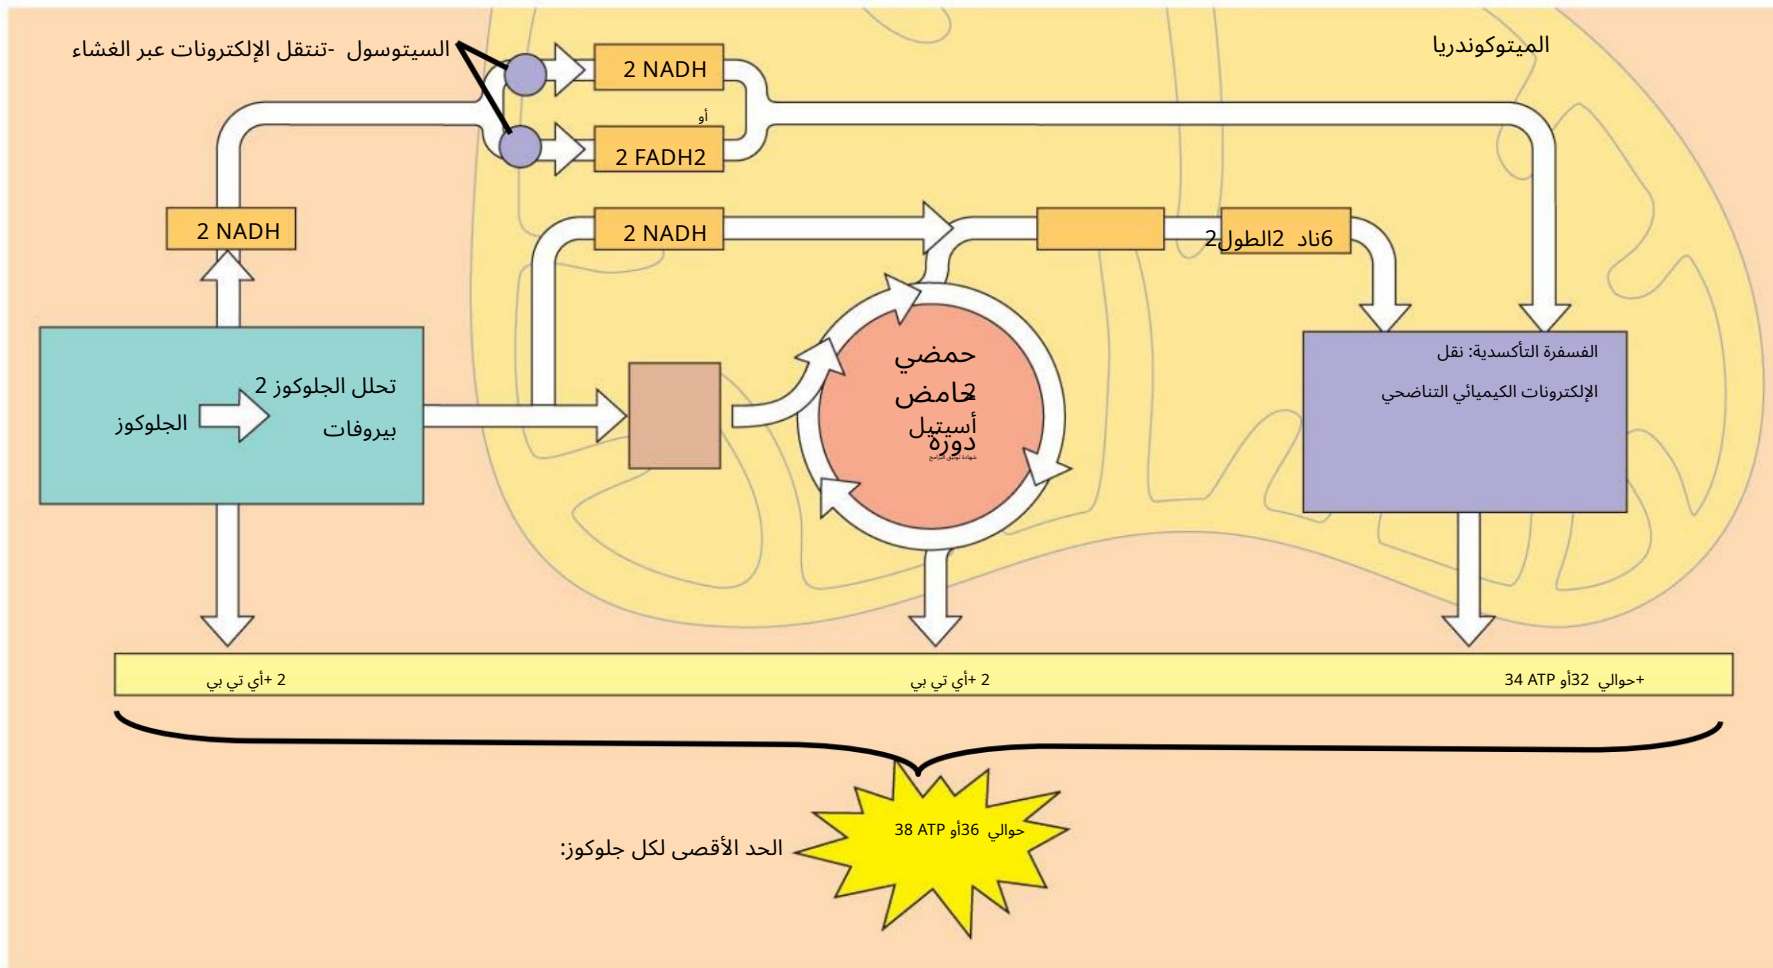 السيتوسول -تنتقل الإلكترونات عبر الغشاء
الميتوكوندريا
2 NADH
أو
2 FADH2
2 NADH
2 NADH
6ناد 2الطول2
تحلل الجلوكوز 2
الجلوكوز
بيروفات
حمضي
2
حامض
أسيتيل
دورة
الفسفرة التأكسدية: نقل
الإلكترونات الكيميائي التناضحي
2 +أي تي بي
2 +أي تي بي
+حوالي 32أو 34 ATP
حوالي 36أو 38 ATP
الحد الأقصى لكل جلوكوز: